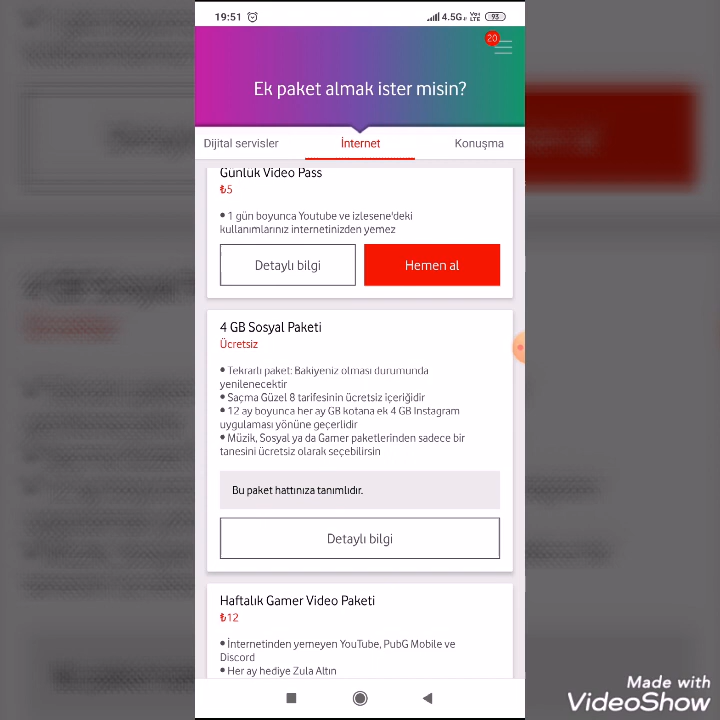 19:51
4.5G
93
20
Ek paket almak ister misin?
Dijital servisler
İnternet
Konuşma
Günlük Video Pass
₺5
• 1 gün boyunca Youtube ve izlesene'deki
kullanımlarınız internetinizden yemez
Detaylı bilgi
Hemen al
4 GB Sosyal Paketi
Ücretsiz
• Tekrarlı paket: Bakiyeniz olması durumunda
yenilenecektir
• Saçma Güzel 8 tarifesinin ücretsiz içeriğidir
• 12 ay boyunca her ay GB kotana ek 4 GB Instagram
uygulaması yönüne geçerlidir
• Müzik, Sosyal ya da Gamer paketlerinden sadece bir
tanesini ücretsiz olarak seçebilirsin
Bu paket hattınıza tanımlıdır.
Detaylı bilgi
Haftalık Gamer Video Paketi
₺12
• İnternetinden yemeyen YouTube, PubG Mobile ve
Discord
• Her ay hediye Zula Altın
Made with
VideoShow